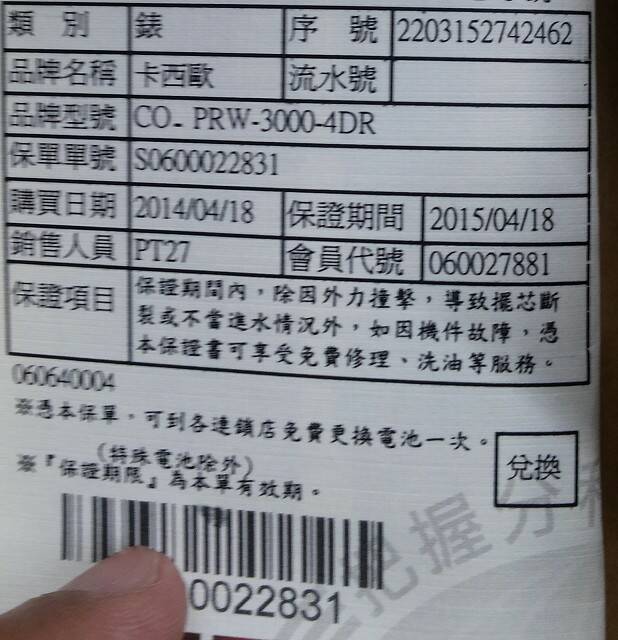 類 別 錶 序 號 2203152742462
品牌名稱 卡西歐 流水號
品牌型號 CO- PRW-3000-4DR
保單單號 S0600022831
購買日期 2014/04/18 保證期間 2015/04/18
銷售人員 PT27 會員代號 060027881
保證項目 保證期間內，除因外力撞擊，導致擺芯斷
裂或不當進水情況外，如因機件故障，憑
本保證書可享受免費修理、洗油等服務。
060640004
※憑本保單，可到各連鎖店免費更換電池一次。
(特殊電池除外)
※『保證期限』為本單有效期。
兌換
把握分
0022831